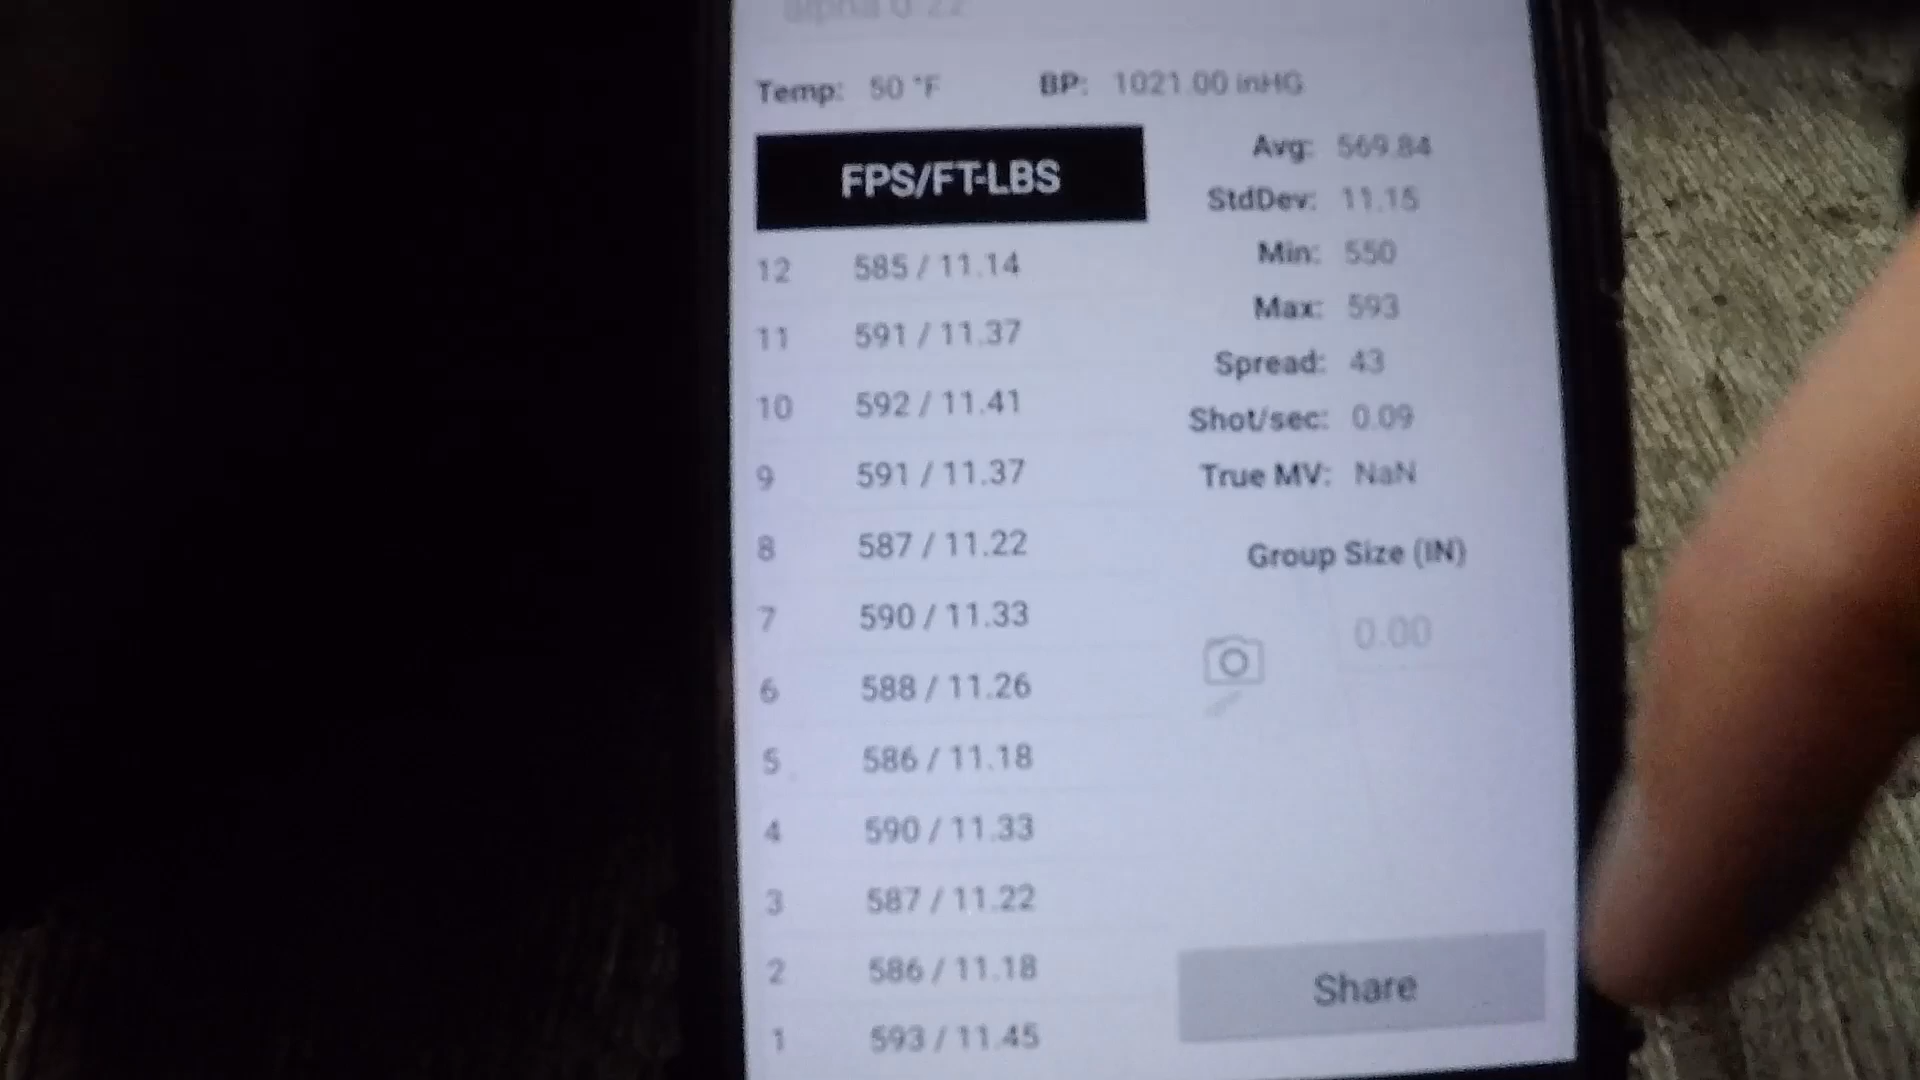 alpha 0.22
Temp: 50 °F BP: 1021.00 inHG
FPS/FT-LBS
Avg: 569.84
StdDev: 11.15
Min: 550
Max: 593
Spread: 43
Shot/sec: 0.09
True MV: NaN
Group Size (IN)
0.00
Share
12 585 / 11.14
11 591 / 11.37
10 592 / 11.41
9 591 / 11.37
8 587 / 11.22
7 590 / 11.33
6 588 / 11.26
5 586 / 11.18
4 590 / 11.33
3 587 / 11.22
2 586 / 11.18
1 593 / 11.45